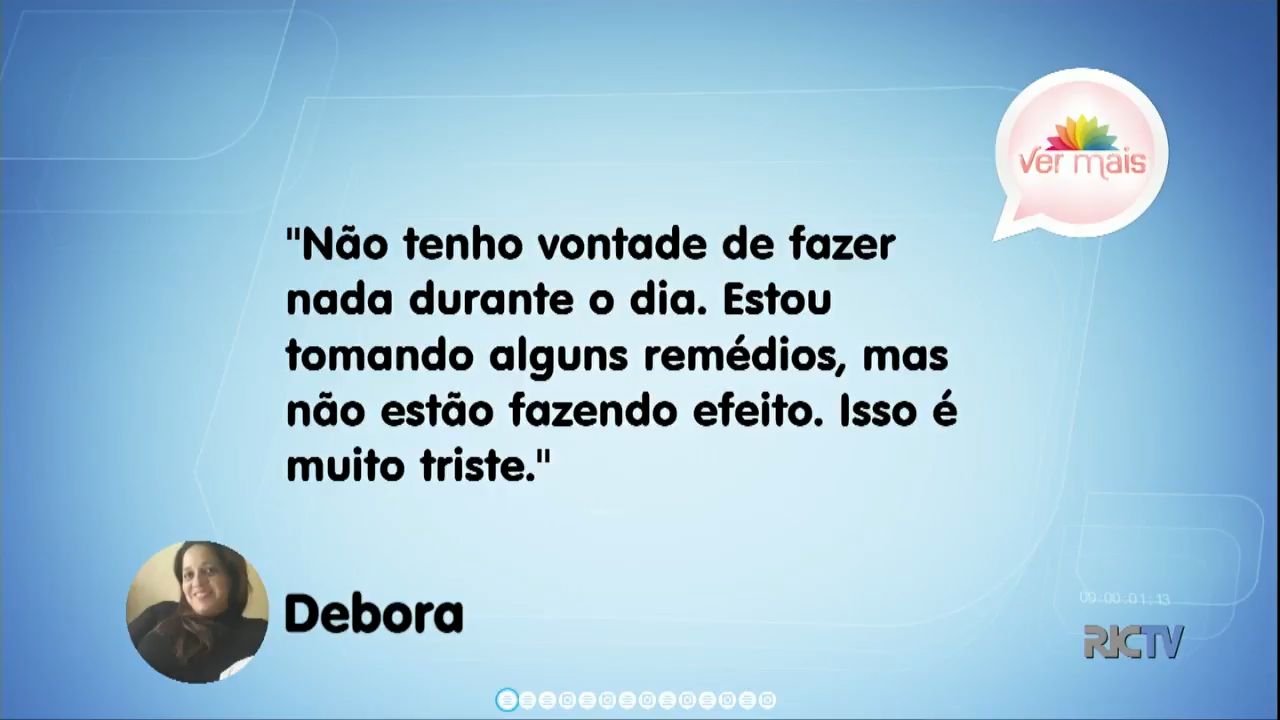 ver mais
"Não tenho vontade de fazer
nada durante o dia. Estou
tomando alguns remédios, mas
não estão fazendo efeito. Isso é
muito triste."
Debora
00:00:01:13
RICTV